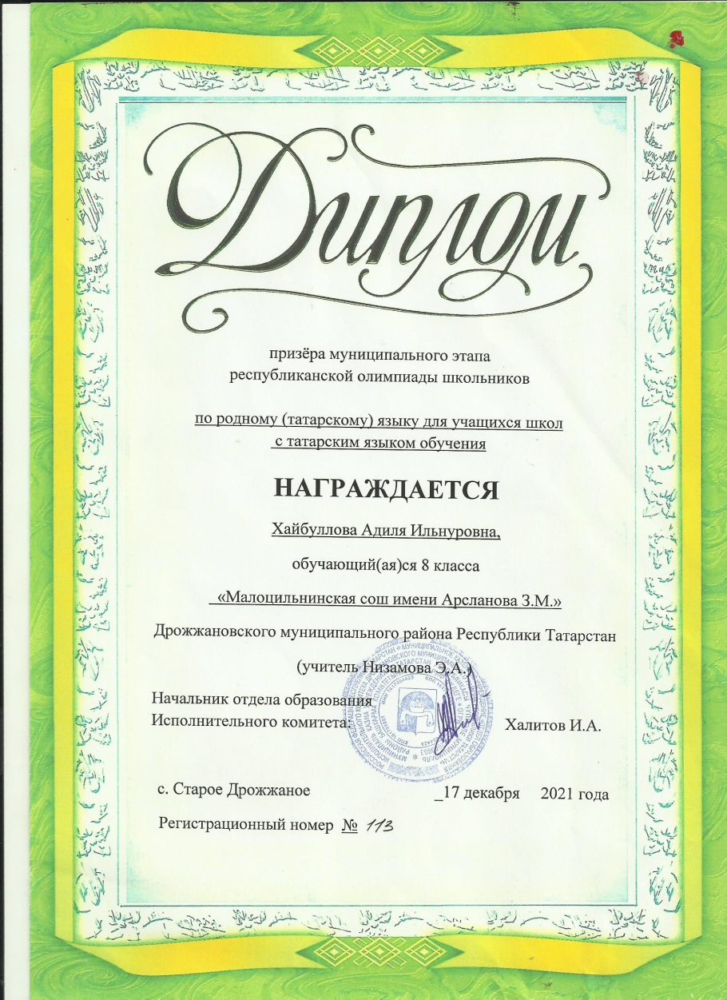 Диплом
призёра муниципального этапа
республиканской олимпиады школьников
по родному (татарскому) языку для учащихся школ
с татарским языком обучения
НАГРАЖДАЕТСЯ
Хайбуллова Адиля Ильнуровна,
обучающий(ая)ся 8 класса
«Малоцильнинская сош имени Арсланова З.М.»
Дрожжановского муниципального района Республики Татарстан
(учитель Низамова Э.А.)
Начальник отдела образования
Исполнительного комитета: Халитов И.А.
с. Старое Дрожжаное _17 декабря 2021 года
Регистрационный номер № 113